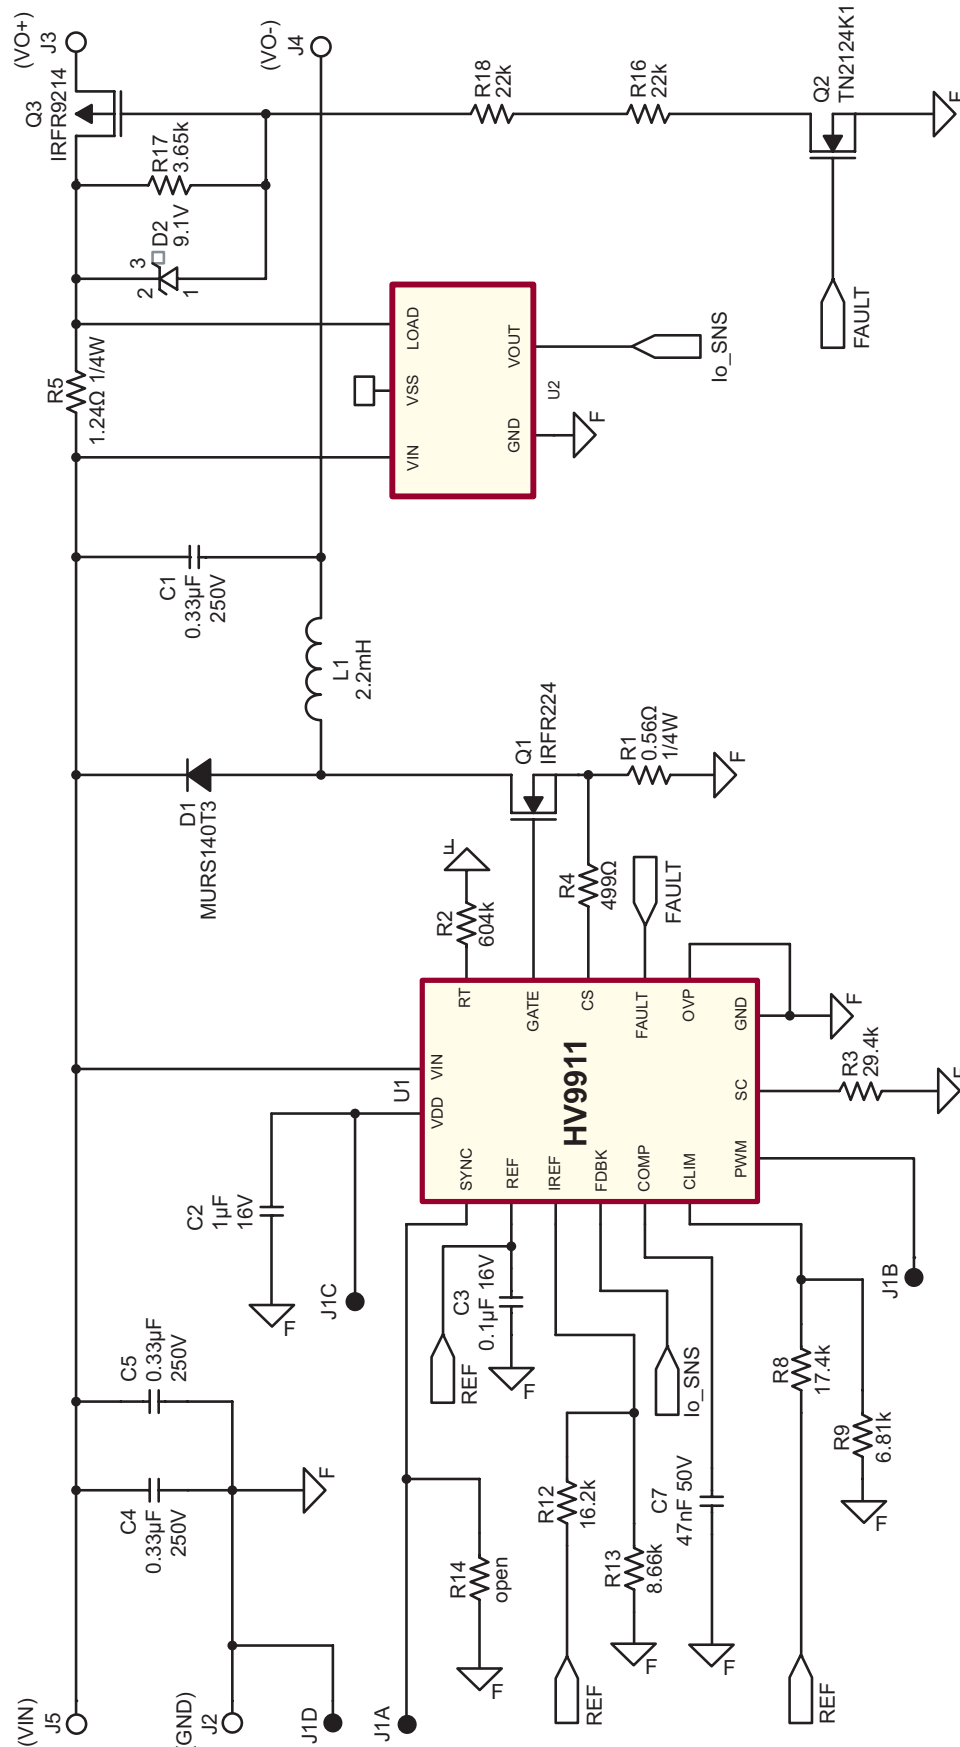 (VIN)
J5
(GND)
J2
J1D
J1A
C4
0.33µF
250V
C5
0.33µF
250V
F
R14
open
F
C2
1µF
16V
F
J1C
REF
C3
0.1µF 16V
F
REF
R12
16.2k
R13
8.66k
F
Io_SNS
C7
47nF 50V
F
REF
R8
17.4k
R9
6.81k
F
J1B
U1
HV9911
VDD
VIN
SYNC
REF
IREF
FDBK
COMP
CLIM
PWM
SC
GND
RT
GATE
CS
FAULT
OVP
R3
29.4k
F
F
R2
604k
F
D1
MURS140T3
Q1
IRFR224
R4
499Ω
R1
0.56Ω
1/4W
F
FAULT
L1
2.2mH
C1
0.33µF
250V
R5
1.24Ω 1/4W
VIN
VSS
LOAD
GND
VOUT
U2
F
Io_SNS
D2
9.1V
1
2
3
R17
3.65k
Q3
IRFR9214
(VO+)
J3
(VO-)
J4
R18
22k
R16
22k
Q2
TN2124K1
F
FAULT